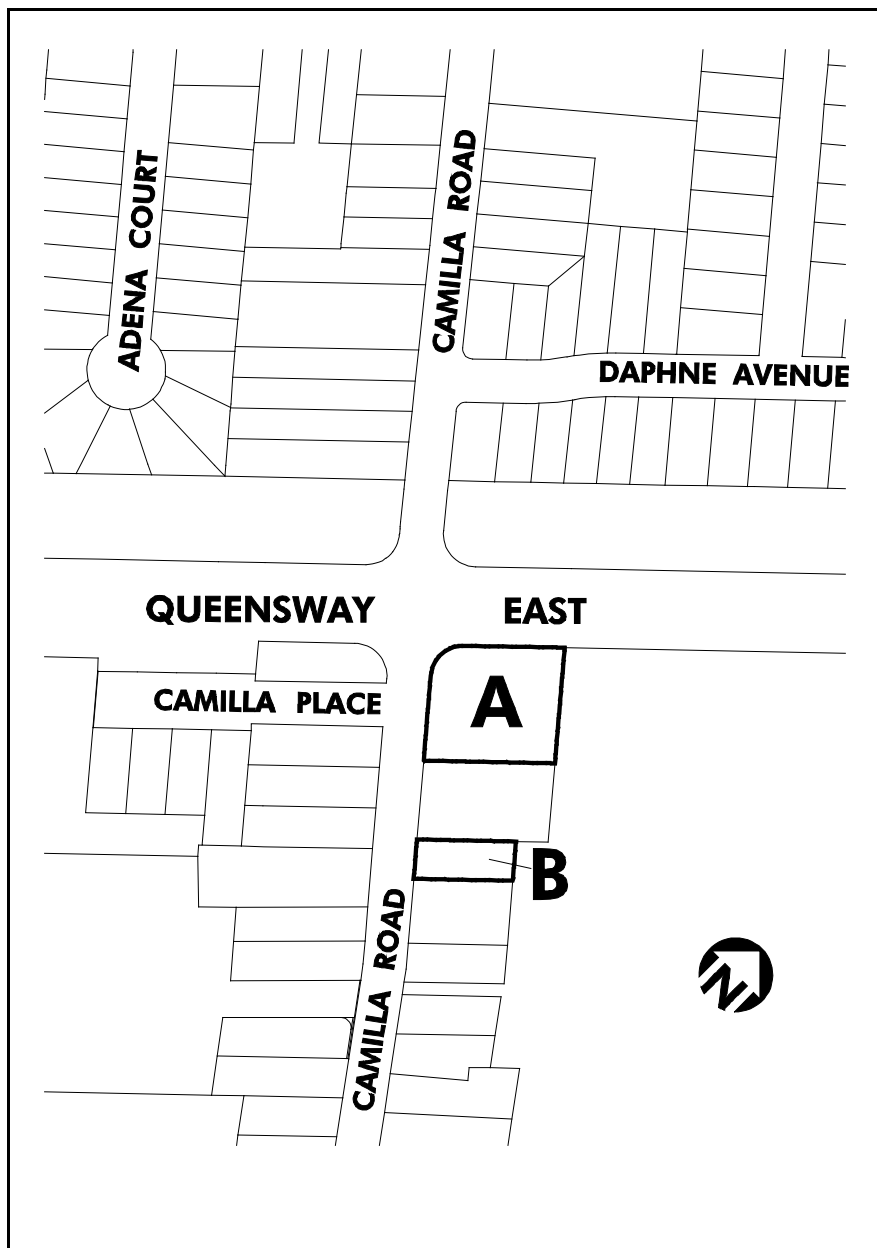 ADENA COURT
CAMILLA ROAD
DAPHNE AVENUE
QUEENSWAY EAST
CAMILLA PLACE
A
B
CAMILLA ROAD
N